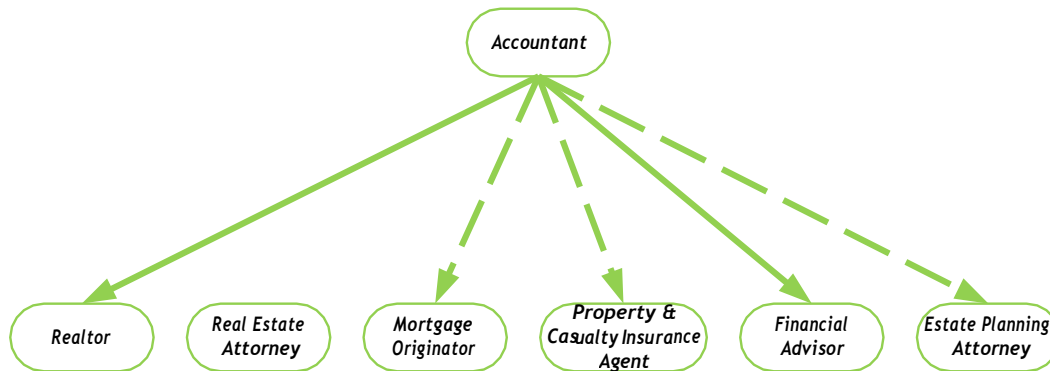 Accountant
Realtor
Real Estate
Attorney
Mortgage
Originator
Property &
Casualty Insurance
Agent
Financial
Advisor
Estate Planning
Attorney